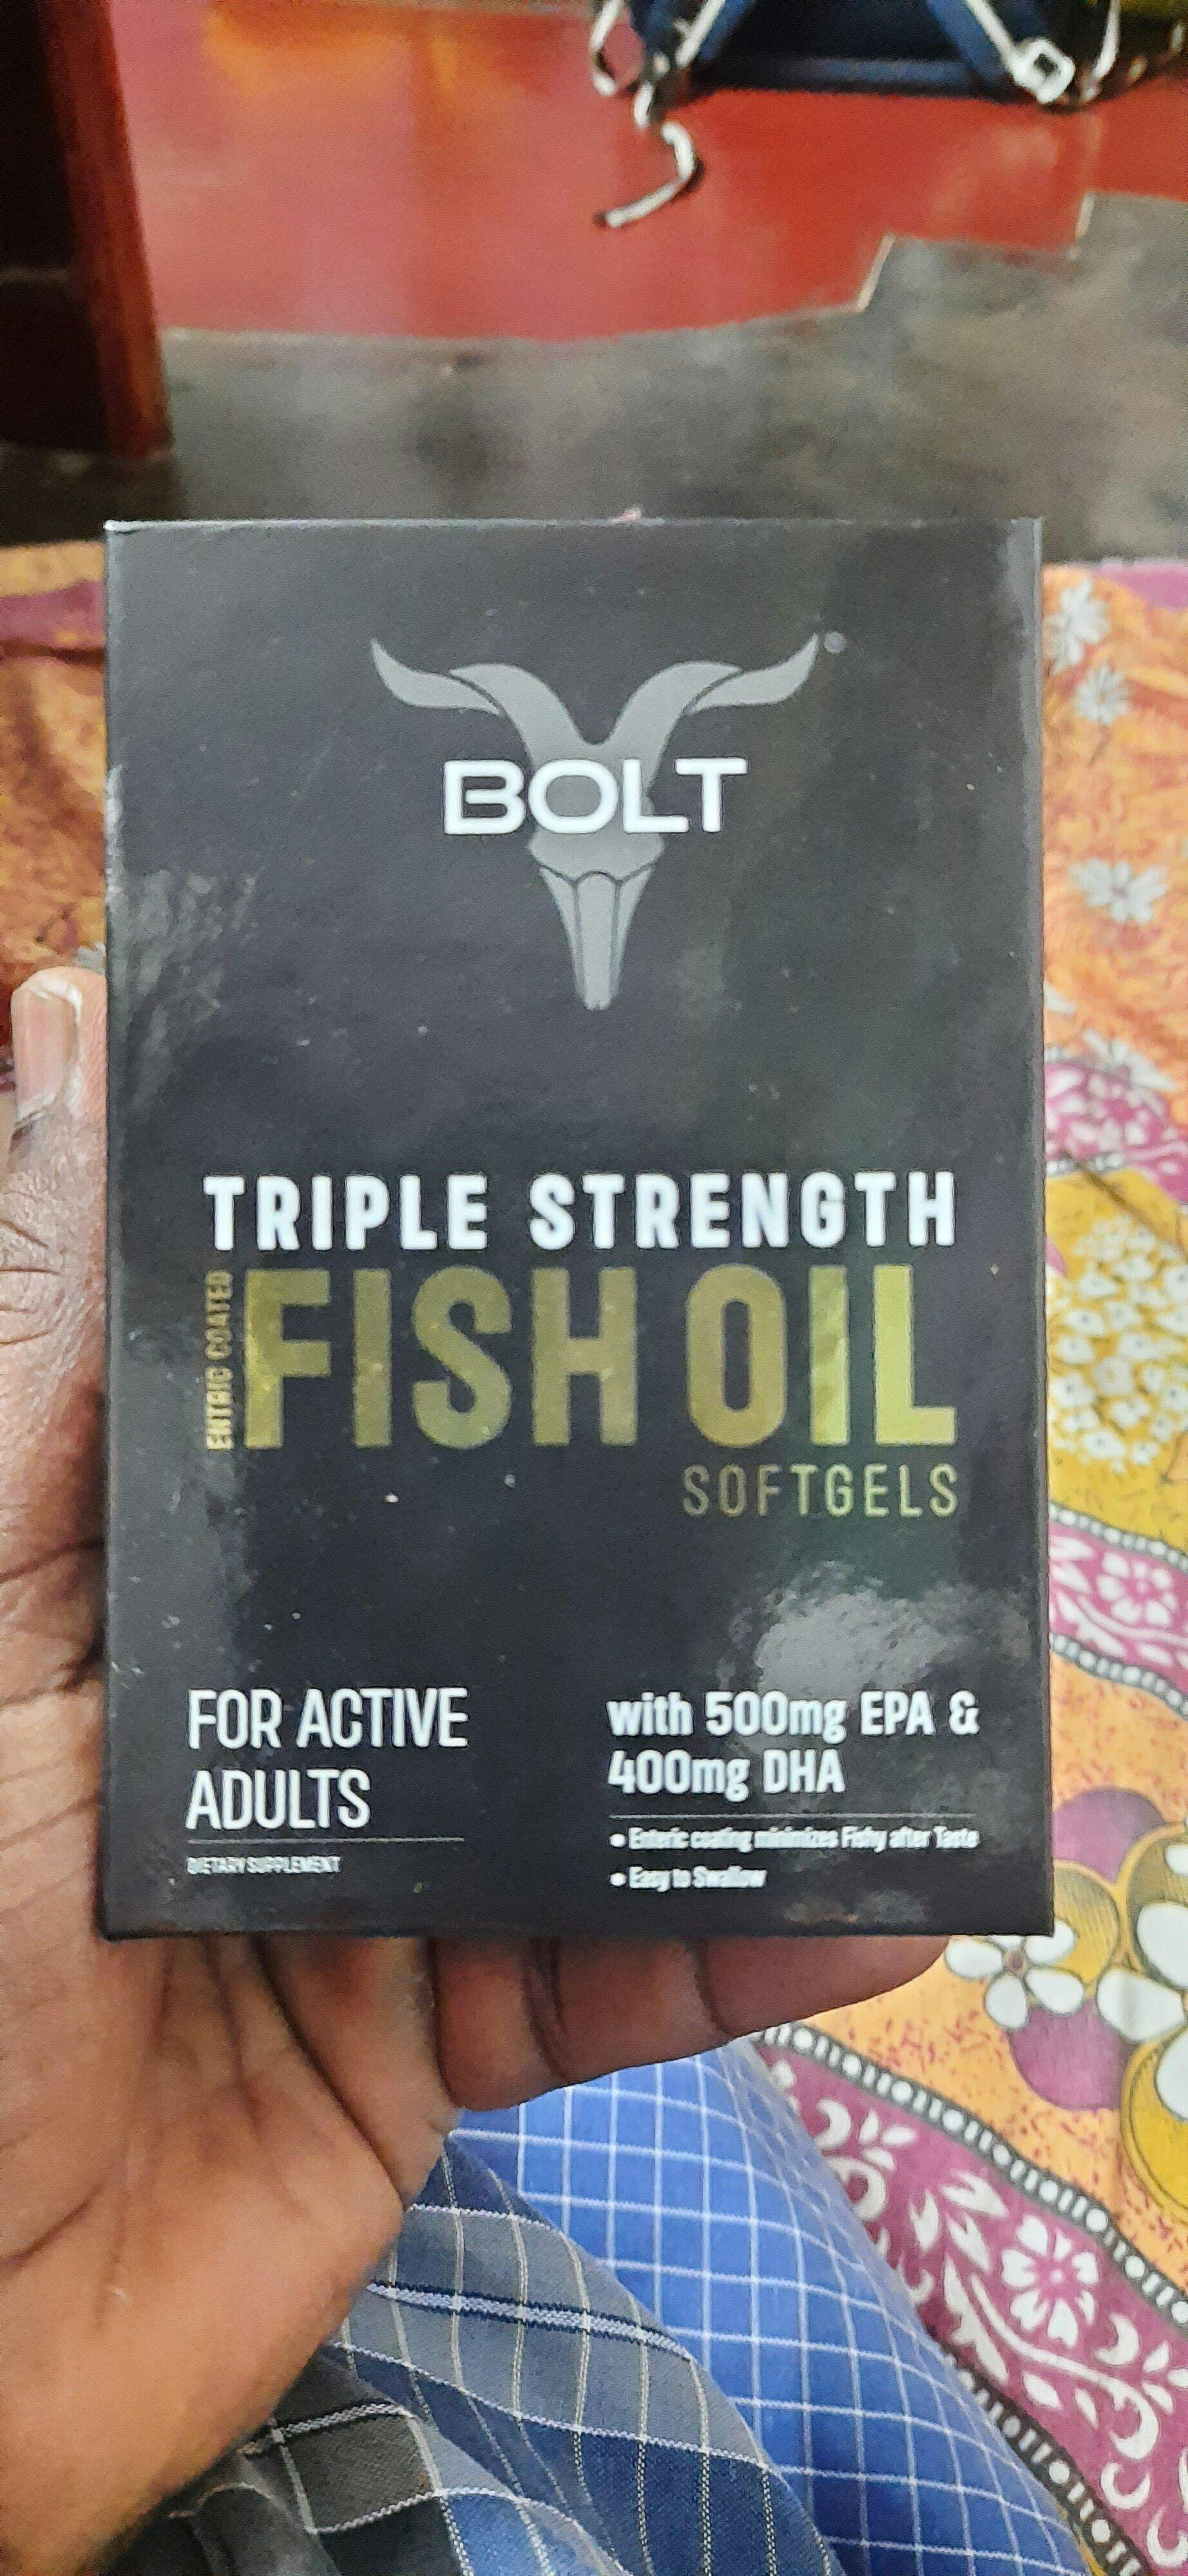 BOLT
TRIPLE STRENGTH
ENTRIC COATED
FISH OIL
SOFTGELS
FOR ACTIVE
ADULTS
DIETARY SUPPLEMENT
with 500mg EPA &
400mg DHA
• Enteric coating minimizes Fishy after Taste
• Easy to Swallow